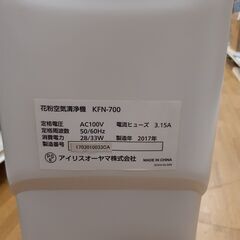 花粉空気清浄機 KFN-700
定格電圧 AC100V 電流ヒューズ 3.15A
定格周波数 50/60Hz
消費電力 28/33W 製造年 2017年
製造番号
アイリスオーヤマ株式会社 MADE IN CHINA